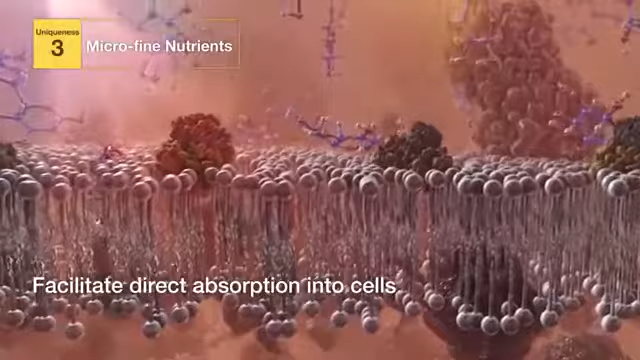 Uniqueness
3
Micro-fine Nutrients
Facilitate direct absorption into cells